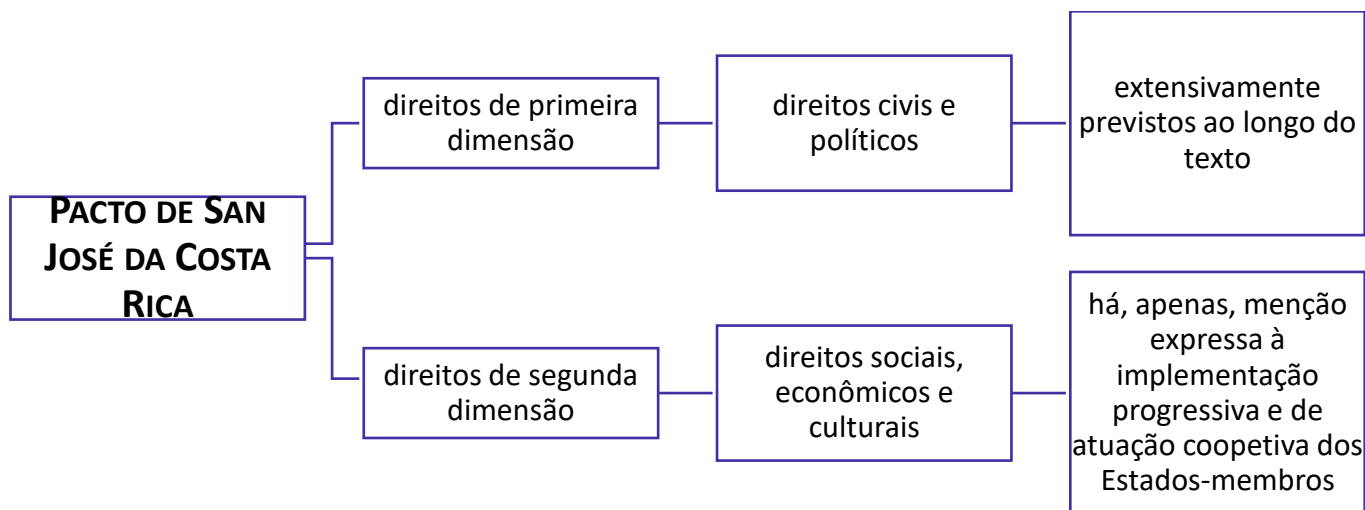 PACTO DE SAN
JOSÉ DA COSTA
RICA
direitos de primeira
dimensão
direitos civis e
políticos
extensivamente
previstos ao longo do
texto
direitos de segunda
dimensão
direitos sociais,
econômicos e
culturais
há, apenas, menção
expressa à
implementação
progressiva e de
atuação coopetiva dos
Estados-membros